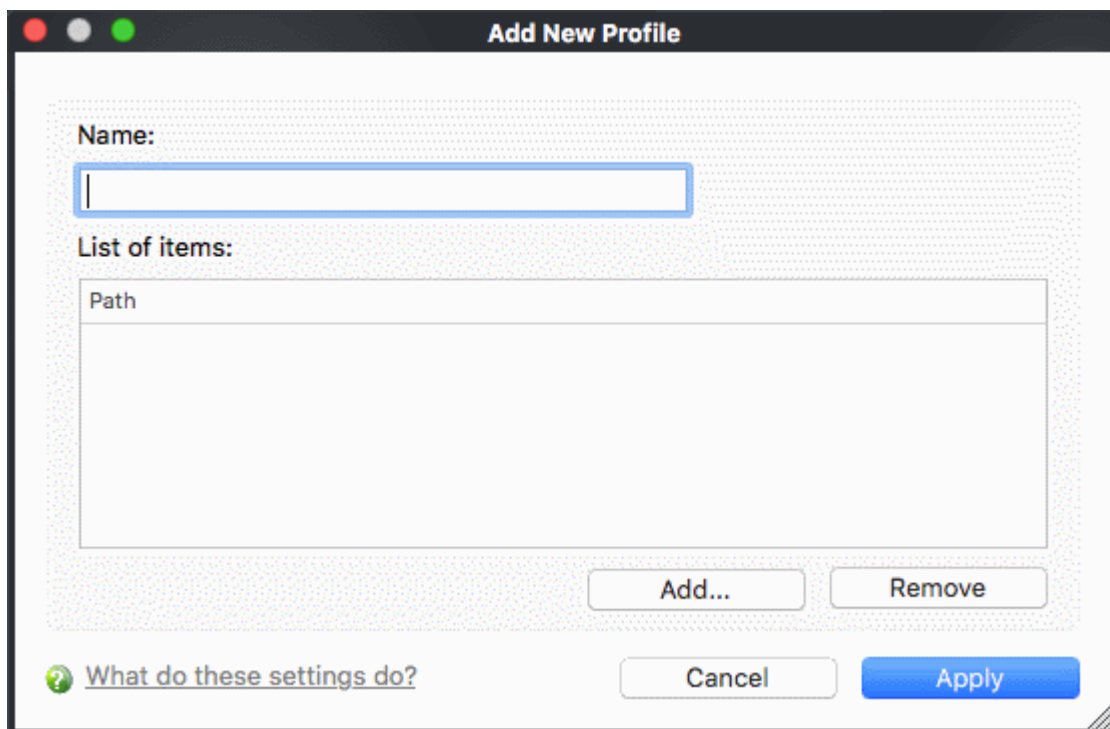 Add New Profile
Name:
List of items:
Path
Add...
Remove
What do these settings do?
Cancel
Apply